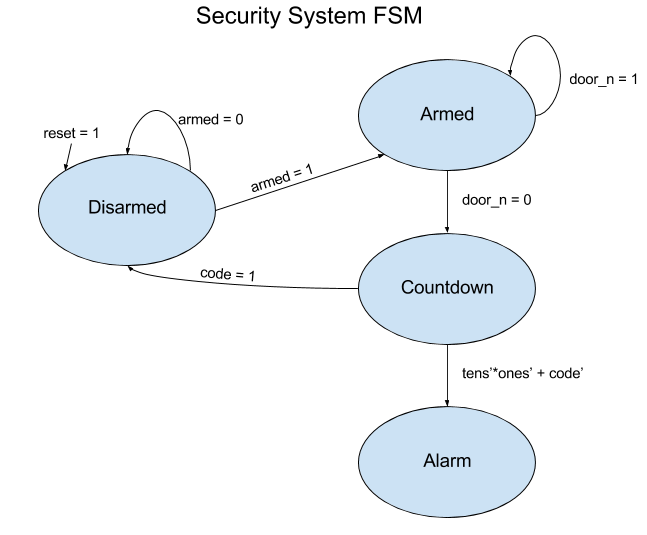 Security System FSM
Armed
door_n = 1
armed = 0
reset = 1
armed = 1
Disarmed
door_n = 0
code = 1
Countdown
tens’*ones’ + code’
Alarm